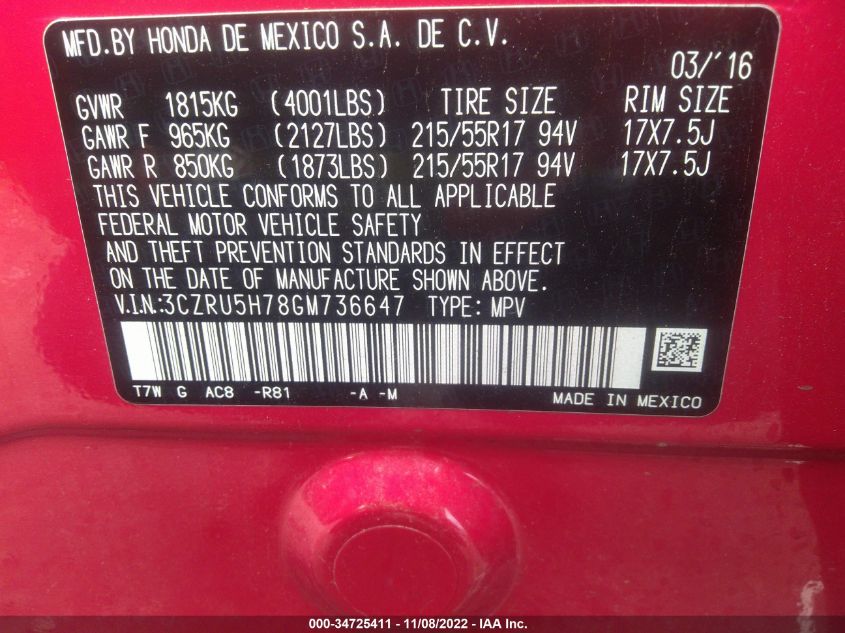 MFD.BY HONDA DE MEXICO S.A. DE C.V.
03/'16
GVWR 1815KG (4001LBS) TIRE SIZE RIM SIZE
GAWR F 965KG (2127LBS) 215/55R17 94V 17X7.5J
GAWR R 850KG (1873LBS) 215/55R17 94V 17X7.5J
THIS VEHICLE CONFORMS TO ALL APPLICABLE
FEDERAL MOTOR VEHICLE SAFETY
AND THEFT PREVENTION STANDARDS IN EFFECT
ON THE DATE OF MANUFACTURE SHOWN ABOVE.
V.I.N.:3CZRU5H78GM736647 TYPE: MPV
T7W G AC8 -R81 -A -M
MADE IN MEXICO
000-34725411 - 11/08/2022 - IAA Inc.